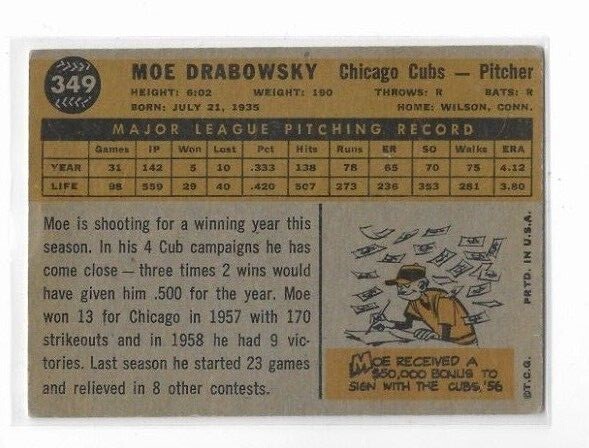 349
MOE DRABOWSKY Chicago Cubs — Pitcher
HEIGHT: 6:02 WEIGHT: 190 THROWS: R BATS: R
BORN: JULY 21, 1935 HOME: WILSON, CONN.
MAJOR LEAGUE PITCHING RECORD
Games IP Won Lost Pct Hits Runs ER SO Walks ERA
YEAR 31 142 5 10 .333 138 78 65 70 75 4.12
LIFE 98 559 29 40 .420 507 273 236 353 281 3.80
Moe is shooting for a winning year this
season. In his 4 Cub campaigns he has
come close — three times 2 wins would
have given him .500 for the year. Moe
won 13 for Chicago in 1957 with 170
strikeouts and in 1958 he had 9 vic-
tories. Last season he started 23 games
and relieved in 8 other contests.
MOE RECEIVED A
$50,000 BONUS TO
SIGN WITH THE CUBS, '56
©T.C.G. PRTD. IN U.S.A.